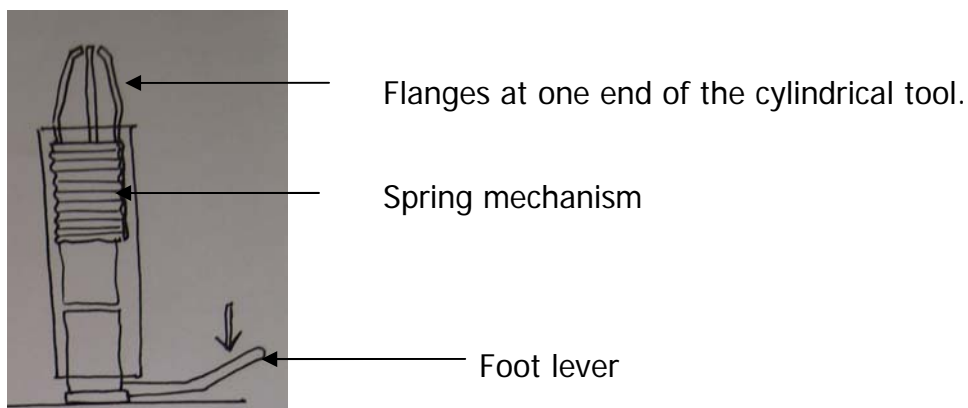 Flanges at one end of the cylindrical tool.
Spring mechanism
Foot lever